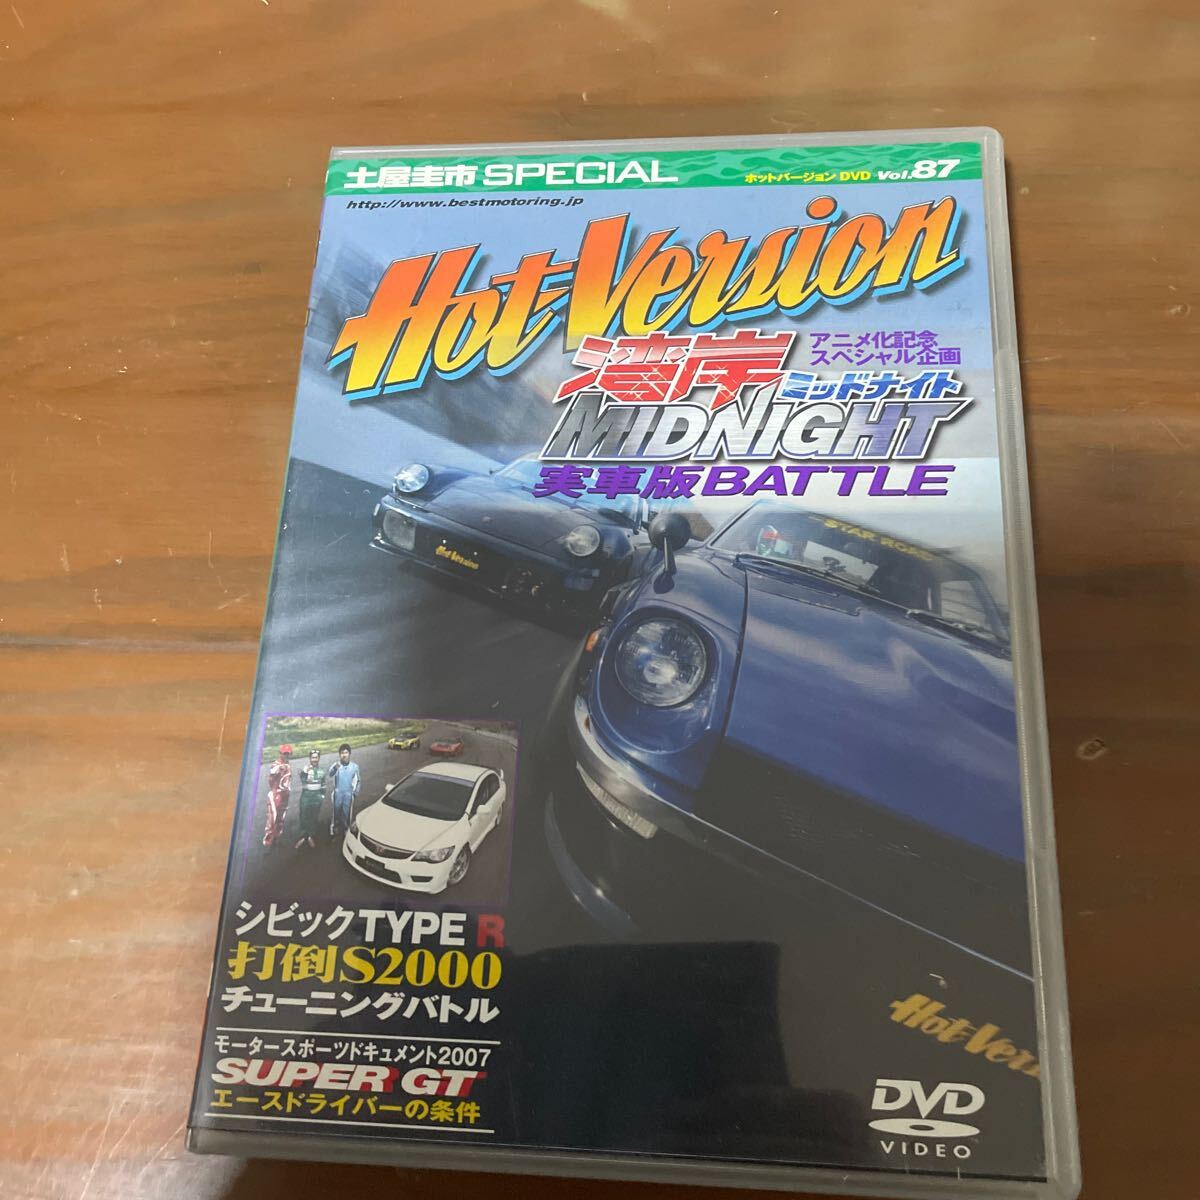 土屋圭市 SPECIAL
ホットバージョン DVD Vol.87
http://www.bestmotoring.jp
Hot-Version
アニメ化記念
スペシャル企画
湾岸ミッドナイト
MIDNIGHT
実車版BATTLE
STAR ROAD
Hot-Version
シビックTYPE R
打倒S2000
チューニングバトル
モータースポーツドキュメント2007
SUPER GT
エースドライバーの条件
Hot-Version
DVD
VIDEO